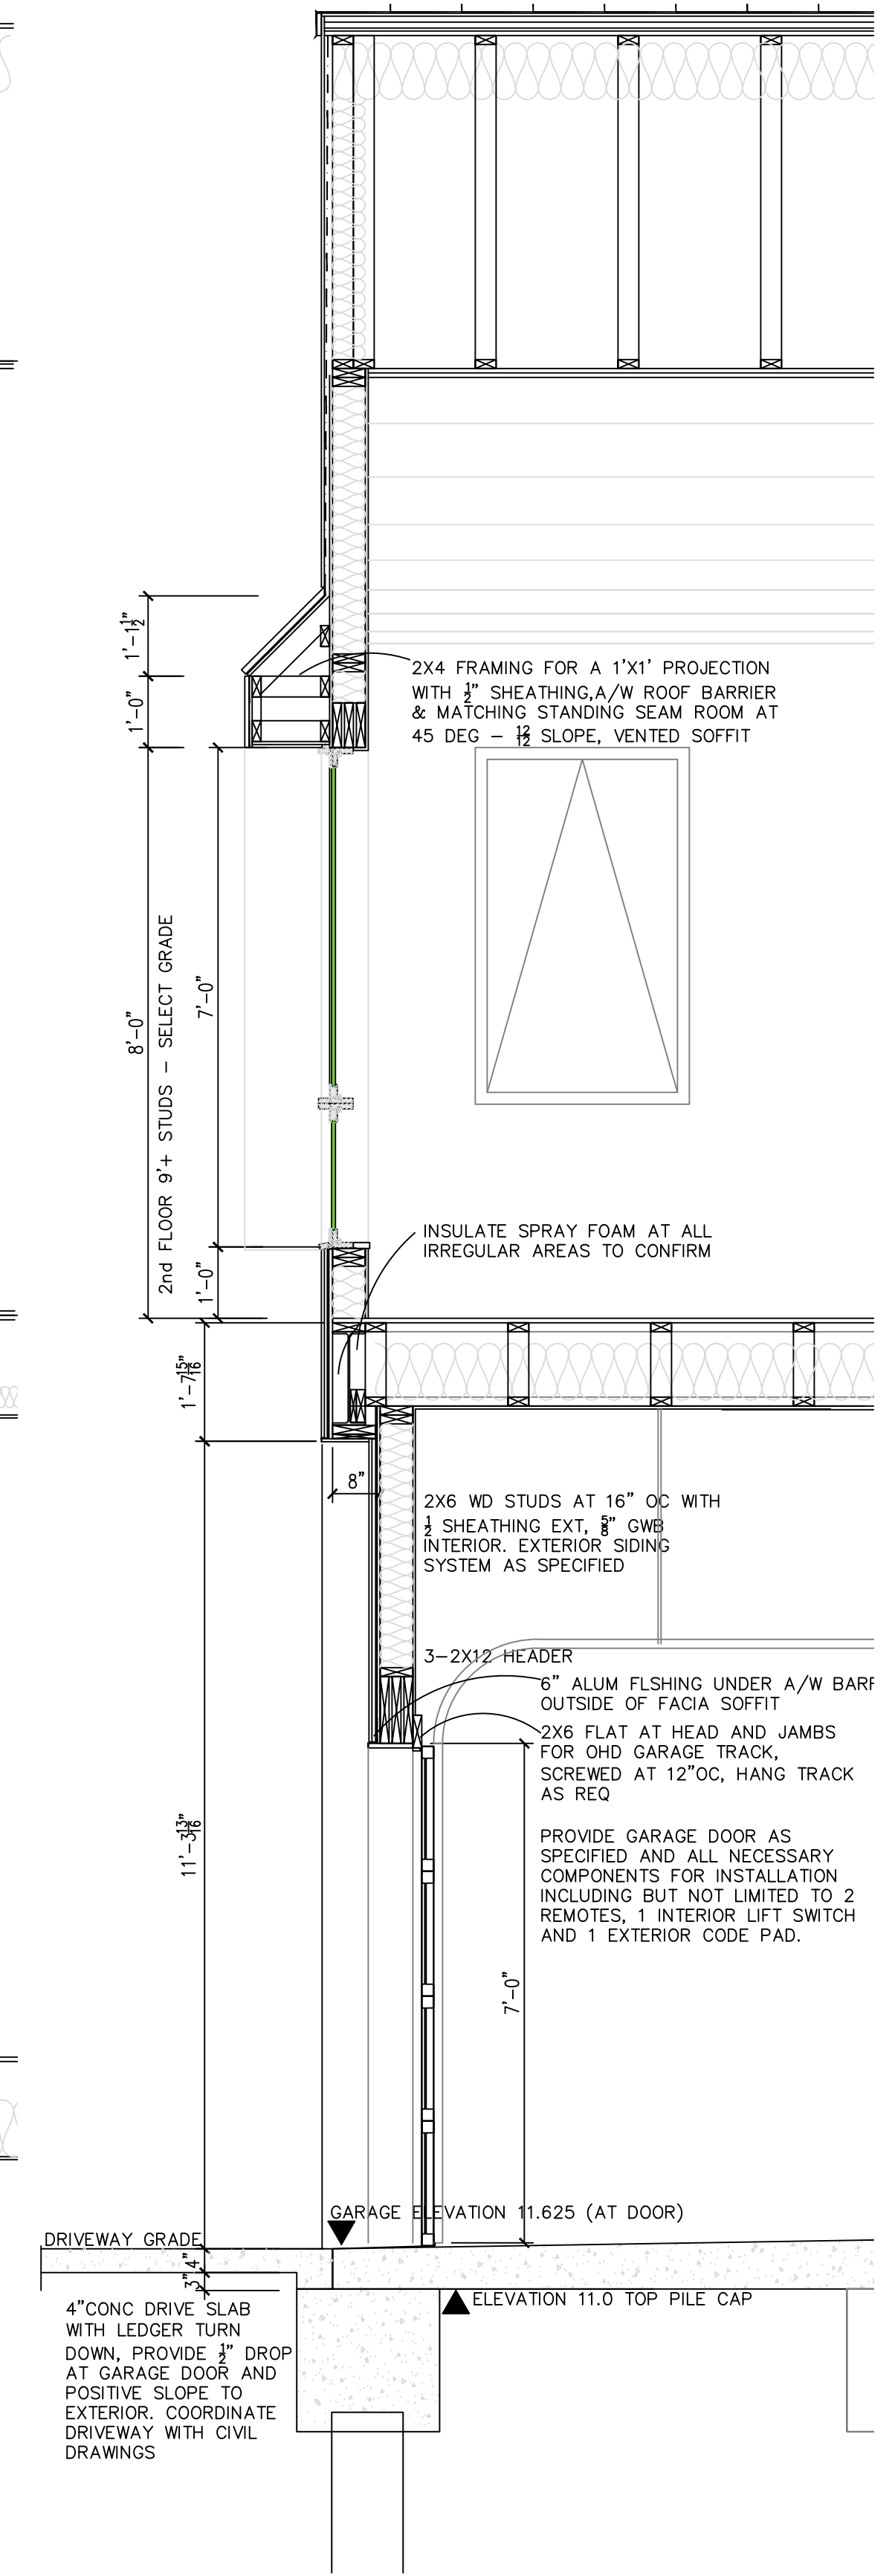 1'-1 1/2"
1'-0"
2X4 FRAMING FOR A 1'X1' PROJECTION
WITH 1/2" SHEATHING,A/W ROOF BARRIER
& MATCHING STANDING SEAM ROOM AT
45 DEG – 12/12 SLOPE, VENTED SOFFIT
8'-0"
2nd FLOOR 9'+ STUDS – SELECT GRADE
7'-0"
1'-0"
INSULATE SPRAY FOAM AT ALL
IRREGULAR AREAS TO CONFIRM
1'-7 15/16"
8"
2X6 WD STUDS AT 16" OC WITH
1/2 SHEATHING EXT, 5/8" GWB
INTERIOR. EXTERIOR SIDING
SYSTEM AS SPECIFIED
3-2X12 HEADER
6" ALUM FLSHING UNDER A/W BARR
OUTSIDE OF FACIA SOFFIT
2X6 FLAT AT HEAD AND JAMBS
FOR OHD GARAGE TRACK,
SCREWED AT 12"OC, HANG TRACK
AS REQ
PROVIDE GARAGE DOOR AS
SPECIFIED AND ALL NECESSARY
COMPONENTS FOR INSTALLATION
INCLUDING BUT NOT LIMITED TO 2
REMOTES, 1 INTERIOR LIFT SWITCH
AND 1 EXTERIOR CODE PAD.
11'-3 13/16"
7'-0"
GARAGE ELEVATION 11.625 (AT DOOR)
DRIVEWAY GRADE
4"
3"
ELEVATION 11.0 TOP PILE CAP
4"CONC DRIVE SLAB
WITH LEDGER TURN
DOWN, PROVIDE 1/2" DROP
AT GARAGE DOOR AND
POSITIVE SLOPE TO
EXTERIOR. COORDINATE
DRIVEWAY WITH CIVIL
DRAWINGS